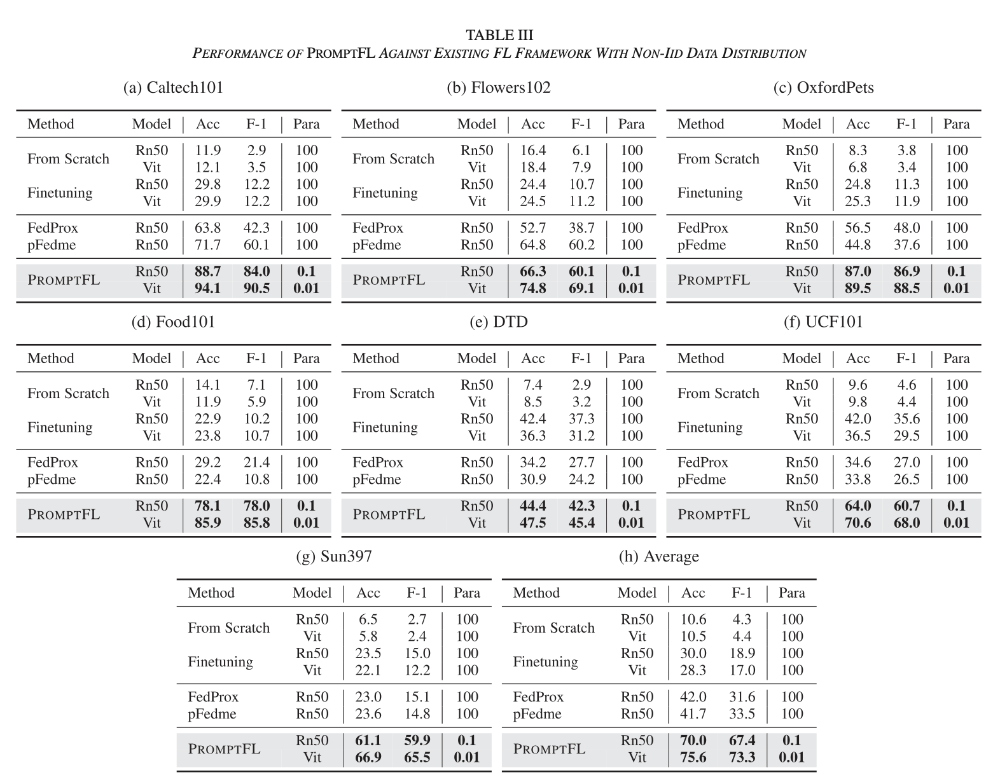 TABLE III
PERFORMANCE OF PROMPTFL AGAINST EXISTING FL FRAMEWORK WITH NON-IID DATA DISTRIBUTION
(a) Caltech101
Method Model Acc F-1 Para
From Scratch Rn50 11.9 2.9 100
Vit 12.1 3.5 100
Finetuning Rn50 29.8 12.2 100
Vit 29.9 12.2 100
FedProx Rn50 63.8 42.3 100
pFedme Rn50 71.7 60.1 100
PROMPTFL Rn50 88.7 84.0 0.1
Vit 94.1 90.5 0.01
(b) Flowers102
Method Model Acc F-1 Para
From Scratch Rn50 16.4 6.1 100
Vit 18.4 7.9 100
Finetuning Rn50 24.4 10.7 100
Vit 24.5 11.2 100
FedProx Rn50 52.7 38.7 100
pFedme Rn50 64.8 60.2 100
PROMPTFL Rn50 66.3 60.1 0.1
Vit 74.8 69.1 0.01
(c) OxfordPets
Method Model Acc F-1 Para
From Scratch Rn50 8.3 3.8 100
Vit 6.8 3.4 100
Finetuning Rn50 24.8 11.3 100
Vit 25.3 11.9 100
FedProx Rn50 56.5 48.0 100
pFedme Rn50 44.8 37.6 100
PROMPTFL Rn50 87.0 86.9 0.1
Vit 89.5 88.5 0.01
(d) Food101
Method Model Acc F-1 Para
From Scratch Rn50 14.1 7.1 100
Vit 11.9 5.9 100
Finetuning Rn50 22.9 10.2 100
Vit 23.8 10.7 100
FedProx Rn50 29.2 21.4 100
pFedme Rn50 22.4 10.8 100
PROMPTFL Rn50 78.1 78.0 0.1
Vit 85.9 85.8 0.01
(e) DTD
Method Model Acc F-1 Para
From Scratch Rn50 7.4 2.9 100
Vit 8.5 3.2 100
Finetuning Rn50 42.4 37.3 100
Vit 36.3 31.2 100
FedProx Rn50 34.2 27.7 100
pFedme Rn50 30.9 24.2 100
PROMPTFL Rn50 44.4 42.3 0.1
Vit 47.5 45.4 0.01
(f) UCF101
Method Model Acc F-1 Para
From Scratch Rn50 9.6 4.6 100
Vit 9.8 4.4 100
Finetuning Rn50 42.0 35.6 100
Vit 36.5 29.5 100
FedProx Rn50 34.6 27.0 100
pFedme Rn50 33.8 26.5 100
PROMPTFL Rn50 64.0 60.7 0.1
Vit 70.6 68.0 0.01
(g) Sun397
Method Model Acc F-1 Para
From Scratch Rn50 6.5 2.7 100
Vit 5.8 2.4 100
Finetuning Rn50 23.5 15.0 100
Vit 22.1 12.2 100
FedProx Rn50 23.0 15.1 100
pFedme Rn50 23.6 14.8 100
PROMPTFL Rn50 61.1 59.9 0.1
Vit 66.9 65.5 0.01
(h) Average
Method Model Acc F-1 Para
From Scratch Rn50 10.6 4.3 100
Vit 10.5 4.4 100
Finetuning Rn50 30.0 18.9 100
Vit 28.3 17.0 100
FedProx Rn50 42.0 31.6 100
pFedme Rn50 41.7 33.5 100
PROMPTFL Rn50 70.0 67.4 0.1
Vit 75.6 73.3 0.01